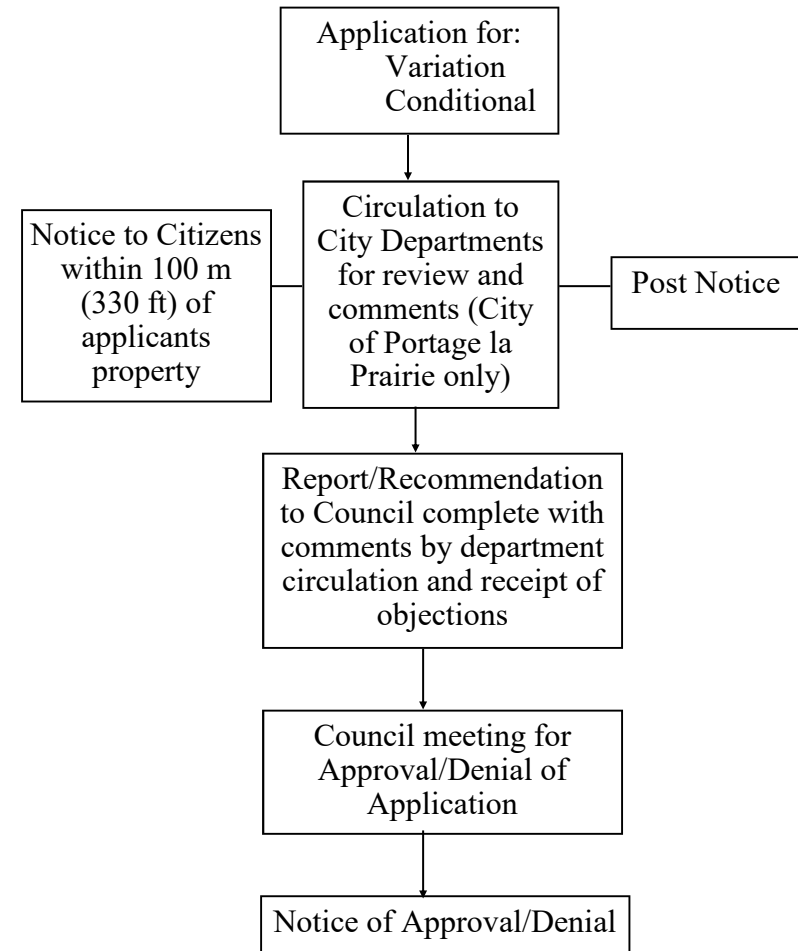 Application for:
Variation
Conditional
Notice to Citizens
within 100 m
(330 ft) of
applicants
property
Circulation to
City Departments
for review and
comments (City
of Portage la
Prairie only)
Post Notice
Report/Recommendation
to Council complete with
comments by department
circulation and receipt of
objections
Council meeting for
Approval/Denial of
Application
Notice of Approval/Denial